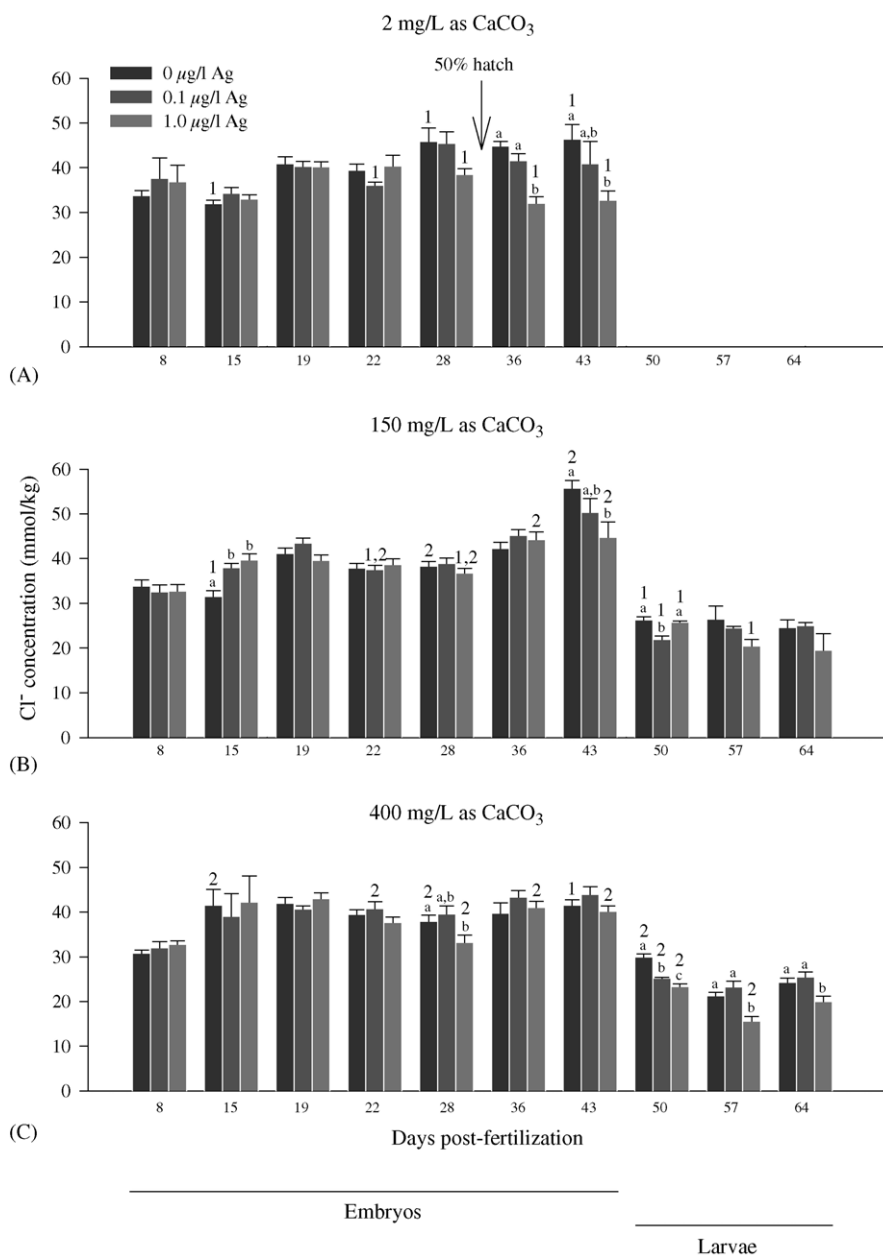 2 mg/L as CaCO3
50% hatch
0 µg/l Ag
0.1 µg/l Ag
1.0 µg/l Ag
60
50
40
30
20
10
0
1
1
1
1
a
a
1
b
1
a
a,b
1
b
8 15 19 22 28 36 43 50 57 64
(A)
150 mg/L as CaCO3
Cl⁻ concentration (mmol/kg)
60
50
40
30
20
10
0
1
a
b
b
1,2
2
1,2
2
2
a
a,b
2
b
1
a
1
b
1
a
1
8 15 19 22 28 36 43 50 57 64
(B)
400 mg/L as CaCO3
60
50
40
30
20
10
0
2
2
2
a
a,b
2
b
2
1
2
2
a
2
b
2
c
a
a
2
b
a
a
b
8 15 19 22 28 36 43 50 57 64
(C)
Days post-fertilization
Embryos
Larvae